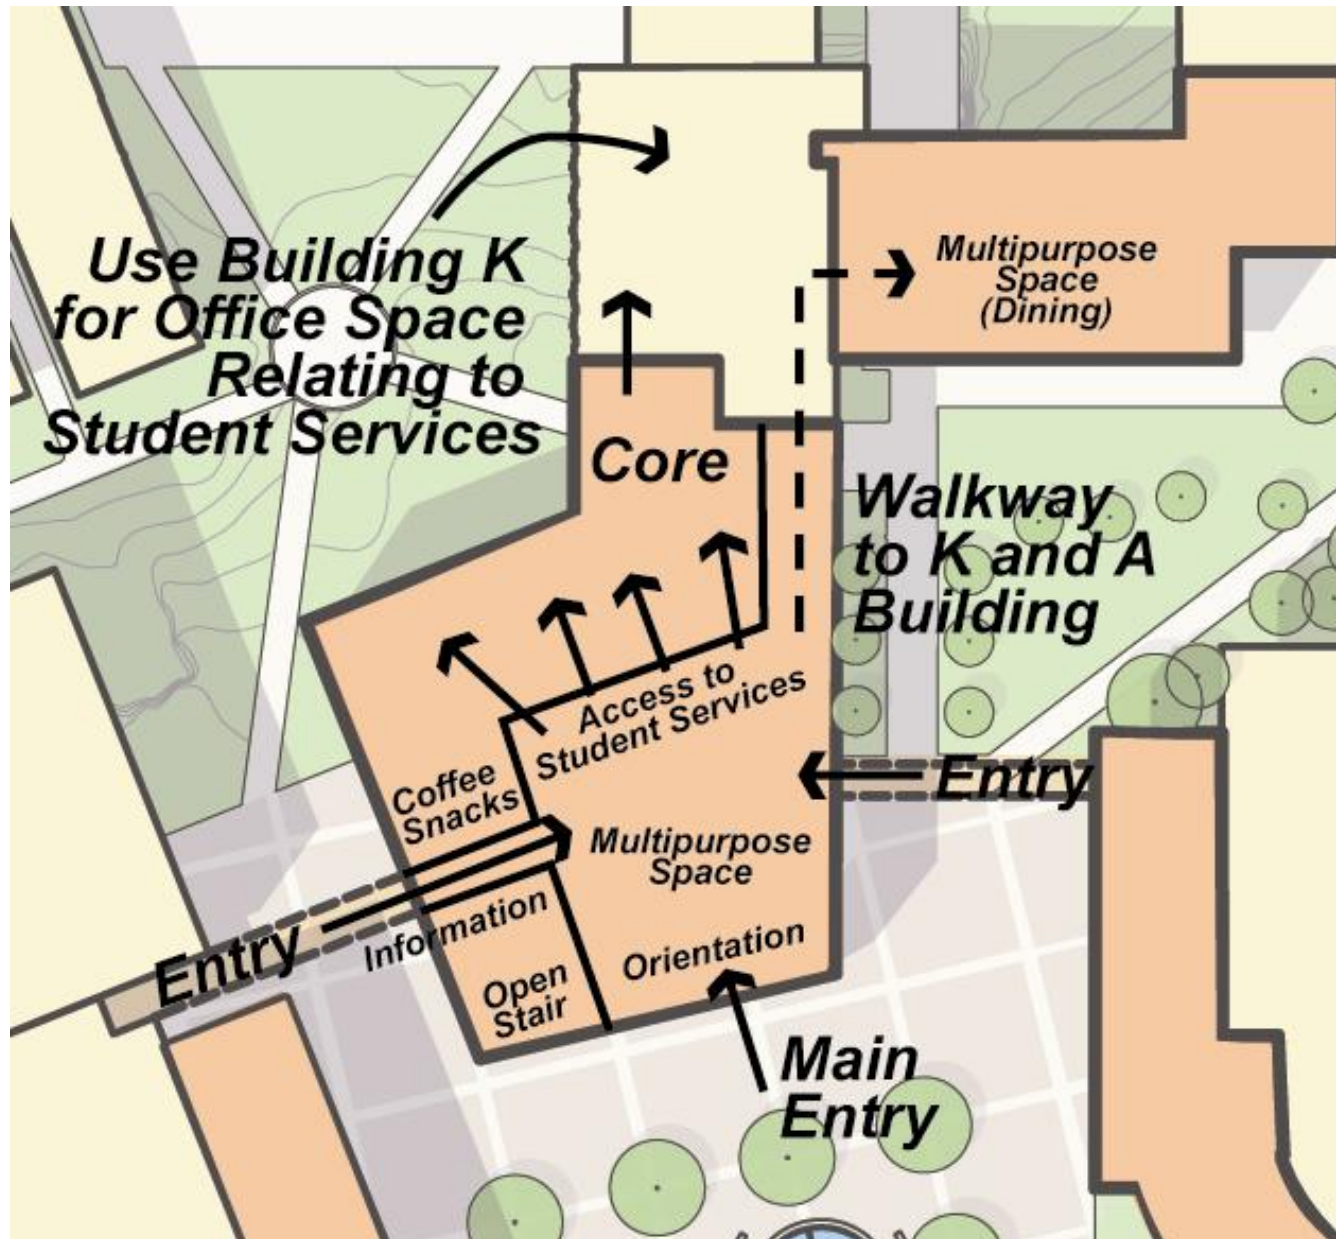 Use Building K
for Office Space
Relating to
Student Services
Multipurpose
Space
(Dining)
Core
Walkway
to K and A
Building
Access to
Student Services
Coffee
Snacks
Entry
Multipurpose
Space
Entry
Information
Orientation
Open
Stair
Main
Entry